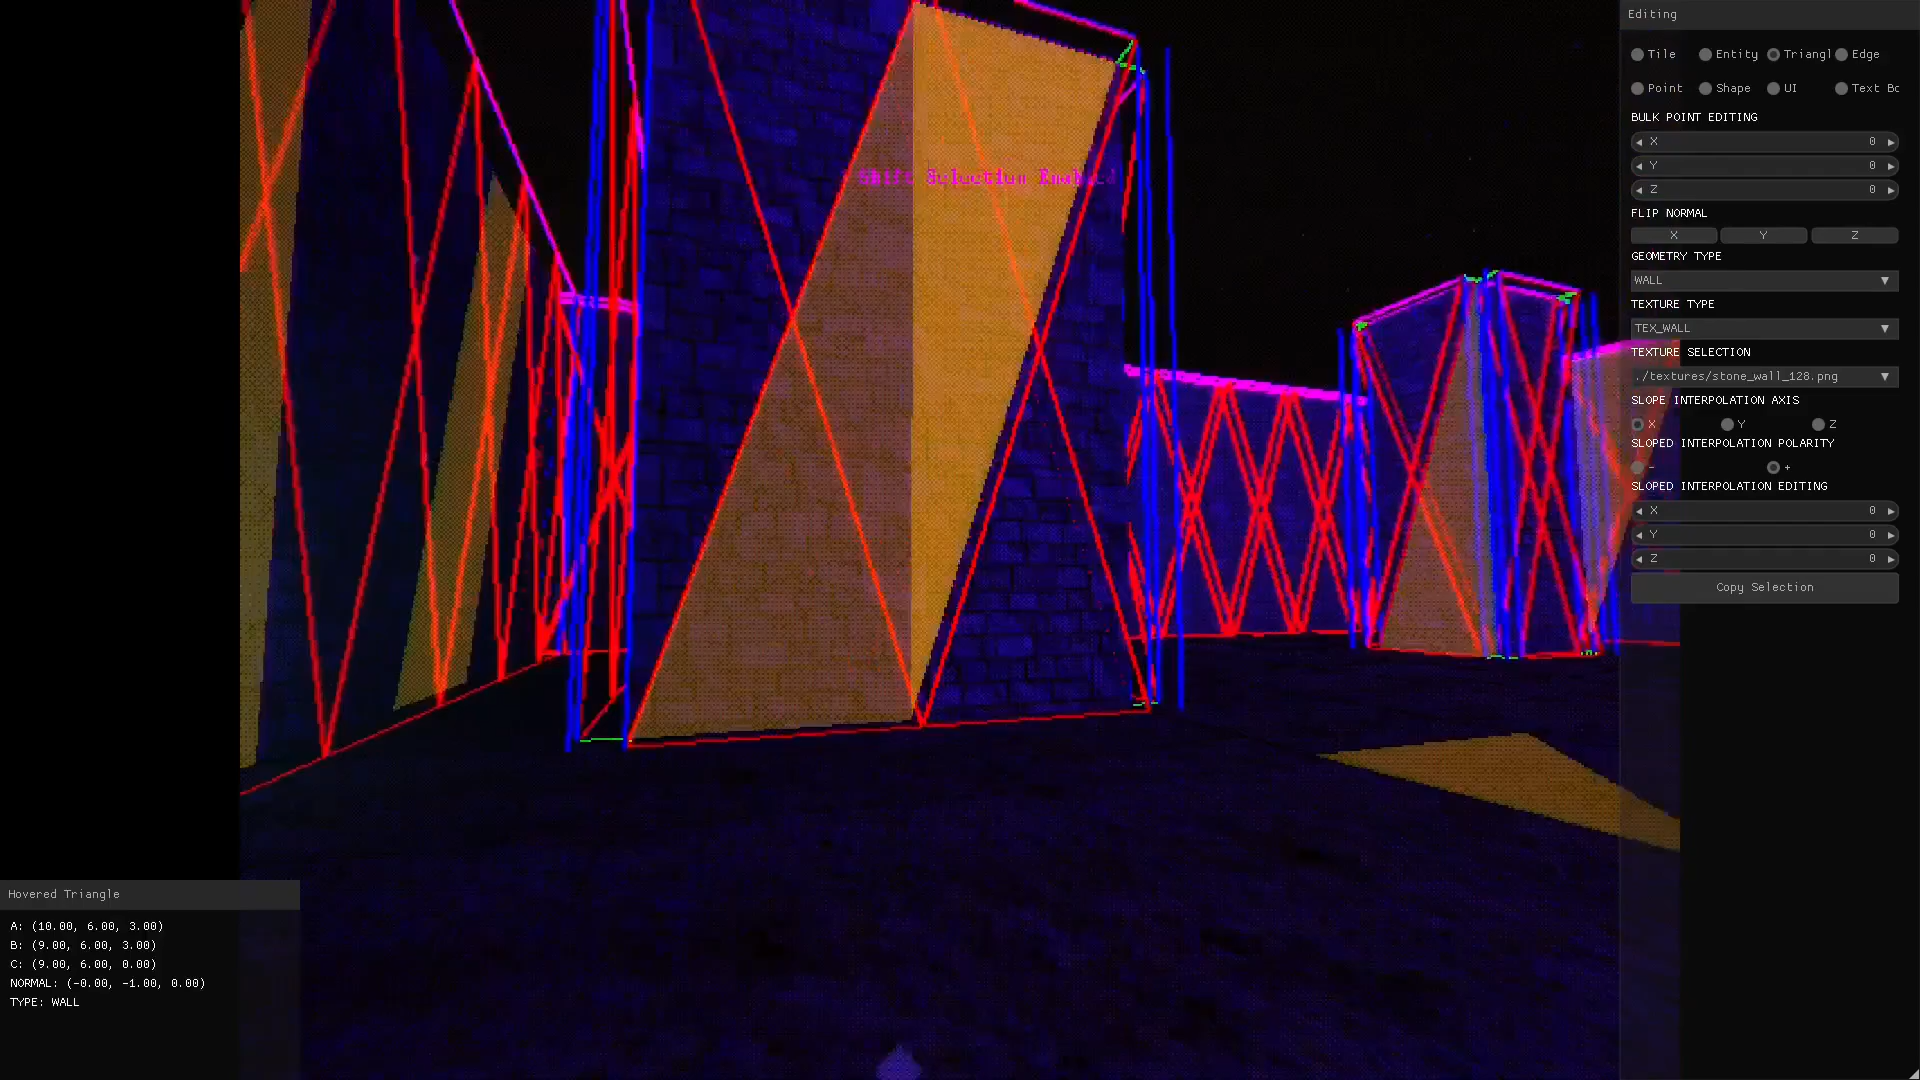 Editing
Tile Entity Triangl Edge
Point Shape UI Text Bc
BULK POINT EDITING
X 0
Y 0
Z 0
FLIP NORMAL
X Y Z
GEOMETRY TYPE
WALL
TEXTURE TYPE
TEX_WALL
TEXTURE SELECTION
./textures/stone_wall_128.png
SLOPE INTERPOLATION AXIS
X Y Z
SLOPED INTERPOLATION POLARITY
- +
SLOPED INTERPOLATION EDITING
X 0
Y 0
Z 0
Copy Selection
Shift Selection Enabled
Hovered Triangle
A: (10.00, 6.00, 3.00)
B: (9.00, 6.00, 3.00)
C: (9.00, 6.00, 0.00)
NORMAL: (-0.00, -1.00, 0.00)
TYPE: WALL